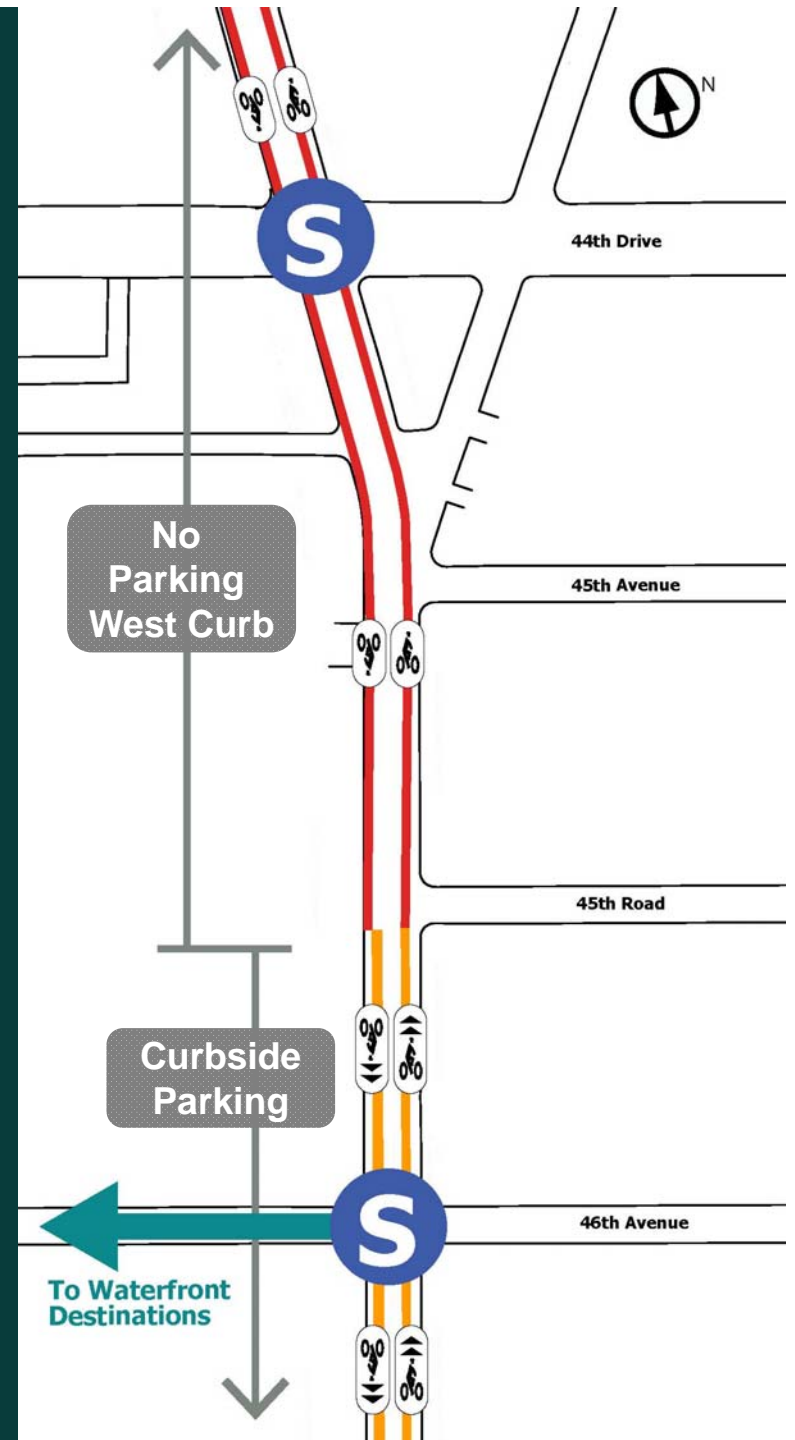 N
S
44th Drive
No
Parking
West Curb
45th Avenue
45th Road
Curbside
Parking
S
46th Avenue
To Waterfront
Destinations